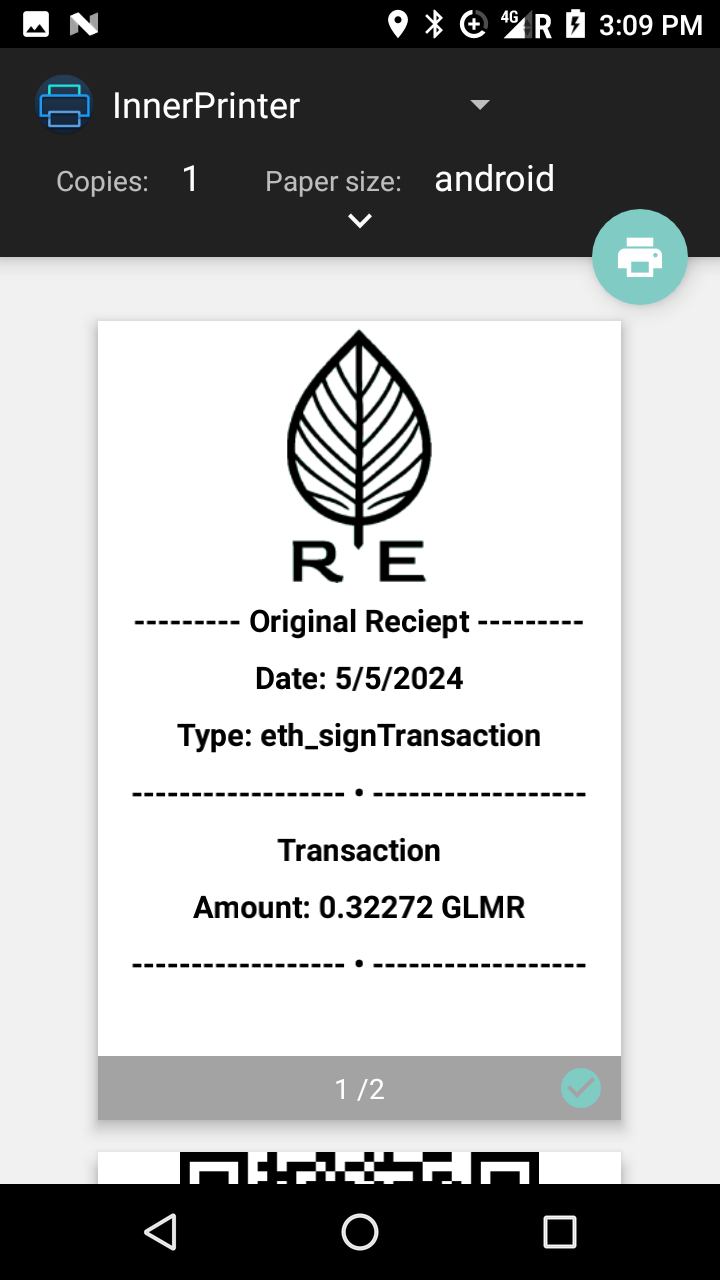 4G R 3:09 PM
InnerPrinter
Copies: 1 Paper size: android
R E
--------- Original Reciept ---------
Date: 5/5/2024
Type: eth_signTransaction
------------------ • ------------------
Transaction
Amount: 0.32272 GLMR
------------------ • ------------------
1 /2